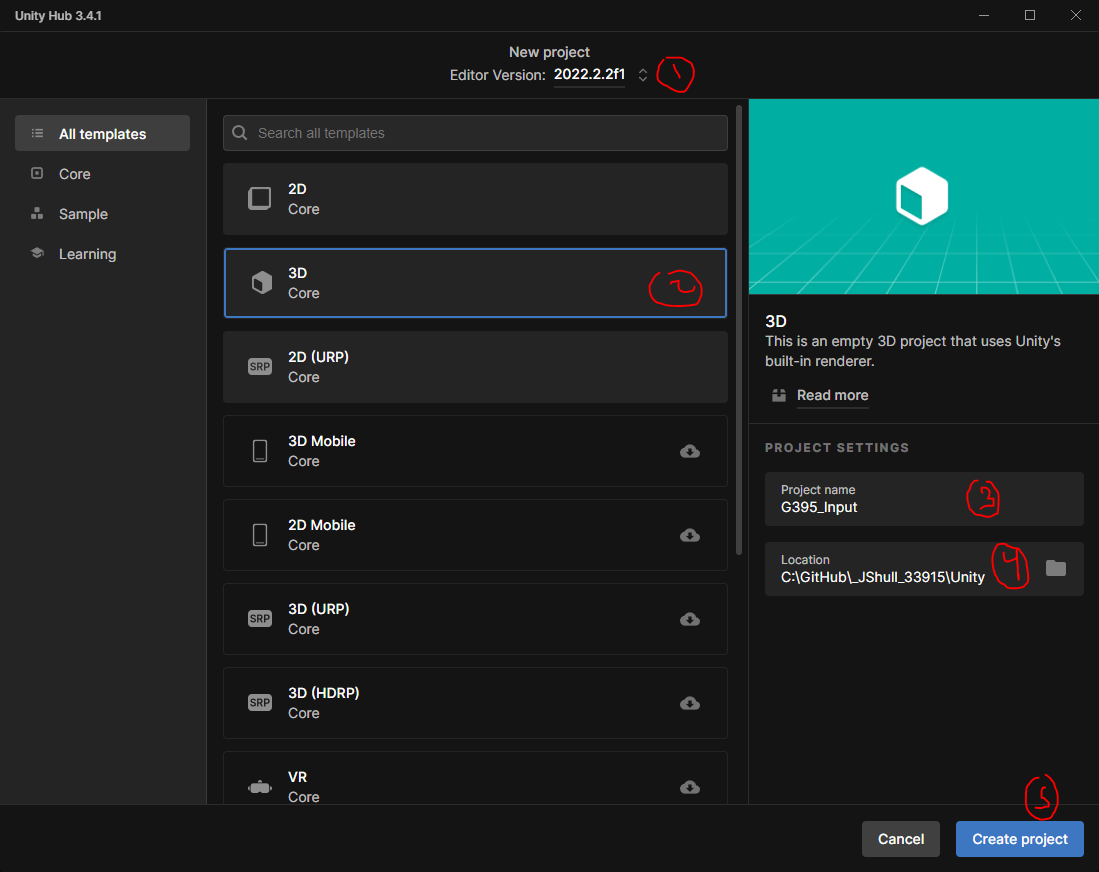 Unity Hub 3.4.1
New project
Editor Version: 2022.2.2f1
1
All templates
Core
Sample
Learning
Search all templates
2D
Core
3D
Core
2
2D (URP)
Core
3D Mobile
Core
2D Mobile
Core
3D (URP)
Core
3D (HDRP)
Core
VR
Core
SRP
SRP
SRP
3D
This is an empty 3D project that uses Unity's
built-in renderer.
Read more
PROJECT SETTINGS
Project name
G395_Input
3
Location
C:\GitHub\_JShull_33915\Unity
4
5
Cancel
Create project